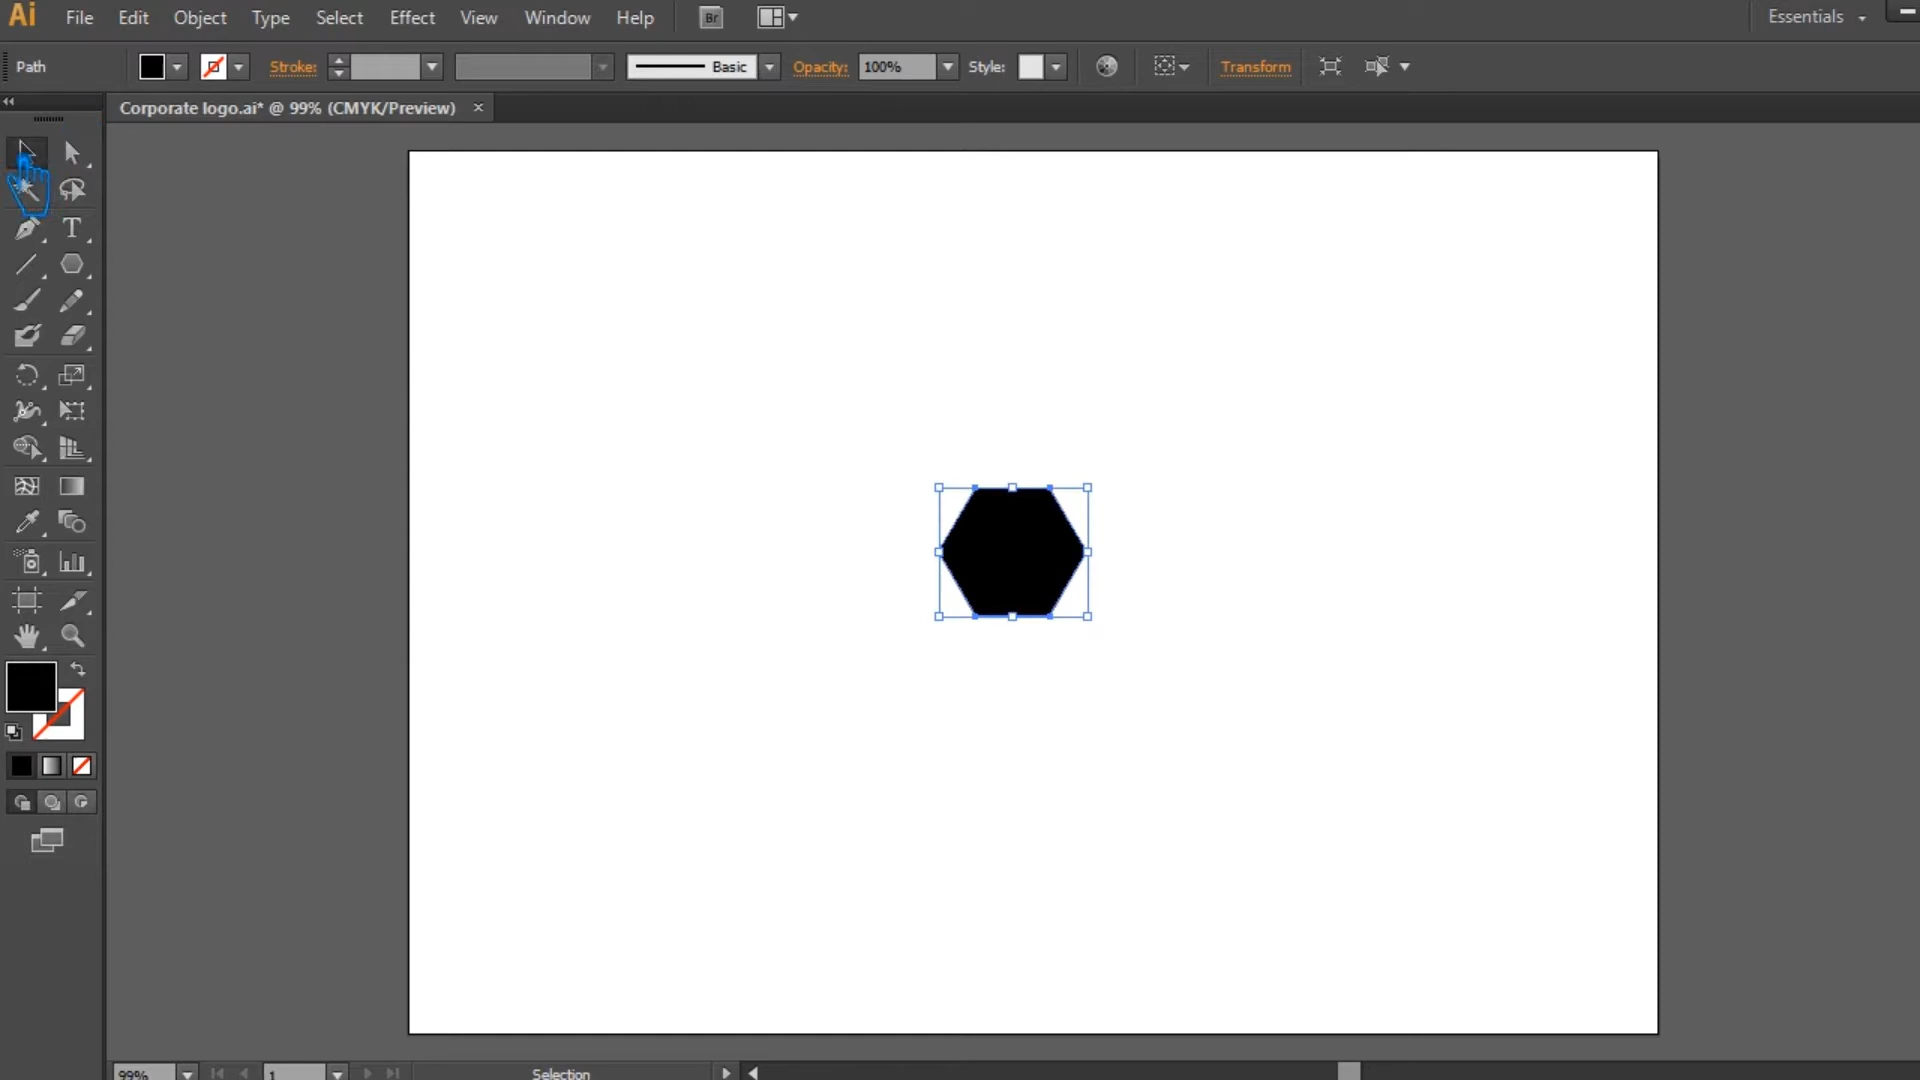 Ai File Edit Object Type Select Effect View Window Help Br Essentials
Path Stroke: Basic Opacity: 100% Style: Transform
Corporate logo.ai* @ 99% (CMYK/Preview) ×
T
99% 1 Selection